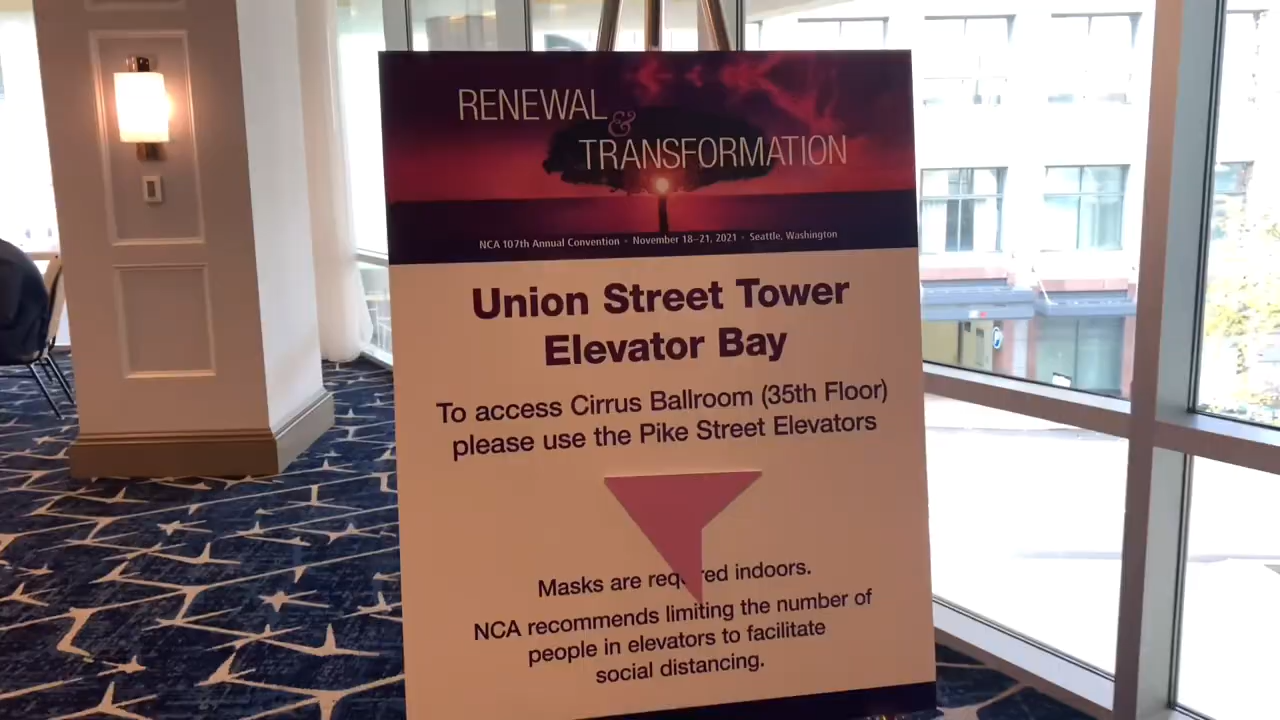 RENEWAL
&
TRANSFORMATION
NCA 107th Annual Convention • November 18–21, 2021 • Seattle, Washington
Union Street Tower
Elevator Bay
To access Cirrus Ballroom (35th Floor)
please use the Pike Street Elevators
Masks are required indoors.
NCA recommends limiting the number of
people in elevators to facilitate
social distancing.